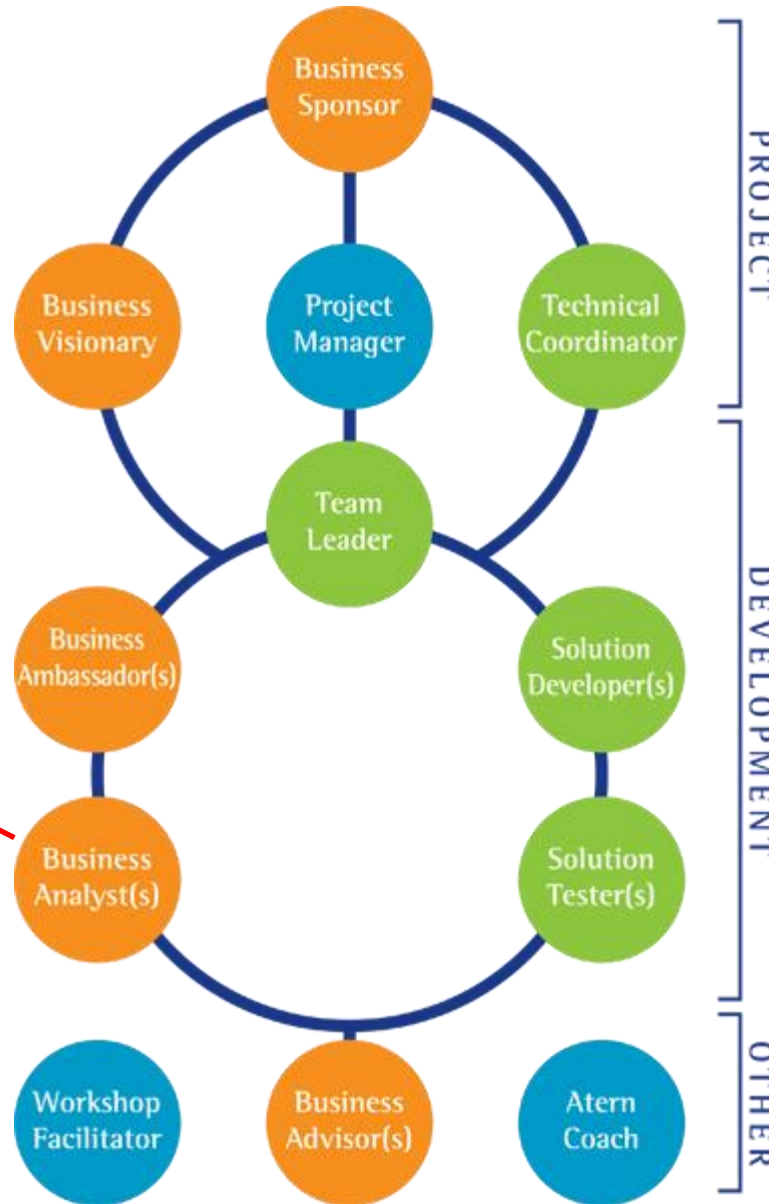 Business
Sponsor
PROJECT
Business
Visionary
Project
Manager
Technical
Coordinator
Team
Leader
DEVELOPMENT
Business
Ambassador(s)
Solution
Developer(s)
Business
Analyst(s)
Solution
Tester(s)
OTHER
Workshop
Facilitator
Business
Advisor(s)
Atern
Coach